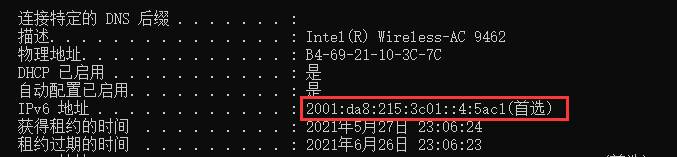 连接特定的 DNS 后缀 . . . . . . . :
描述. . . . . . . . . . . . . . . : Intel(R) Wireless-AC 9462
物理地址. . . . . . . . . . . . . : B4-69-21-10-3C-7C
DHCP 已启用 . . . . . . . . . . . : 是
自动配置已启用. . . . . . . . . . : 是
IPv6 地址 . . . . . . . . . . . . : 2001:da8:215:3c01::4:5ac1(首选)
获得租约的时间  . . . . . . . . . : 2021年5月27日 23:06:24
租约过期的时间  . . . . . . . . . : 2021年6月26日 23:06:23